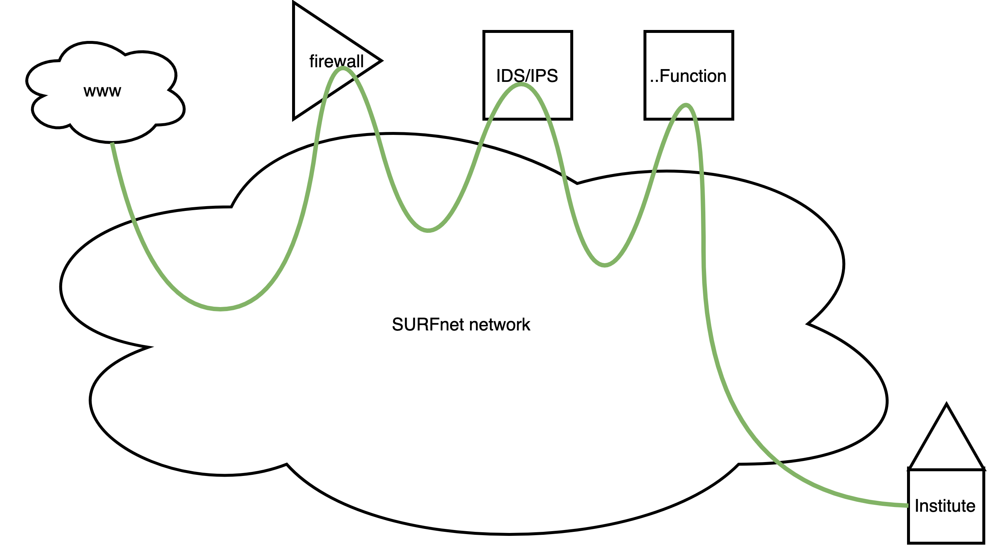 www
firewall
IDS/IPS
..Function
SURFnet network
Institute